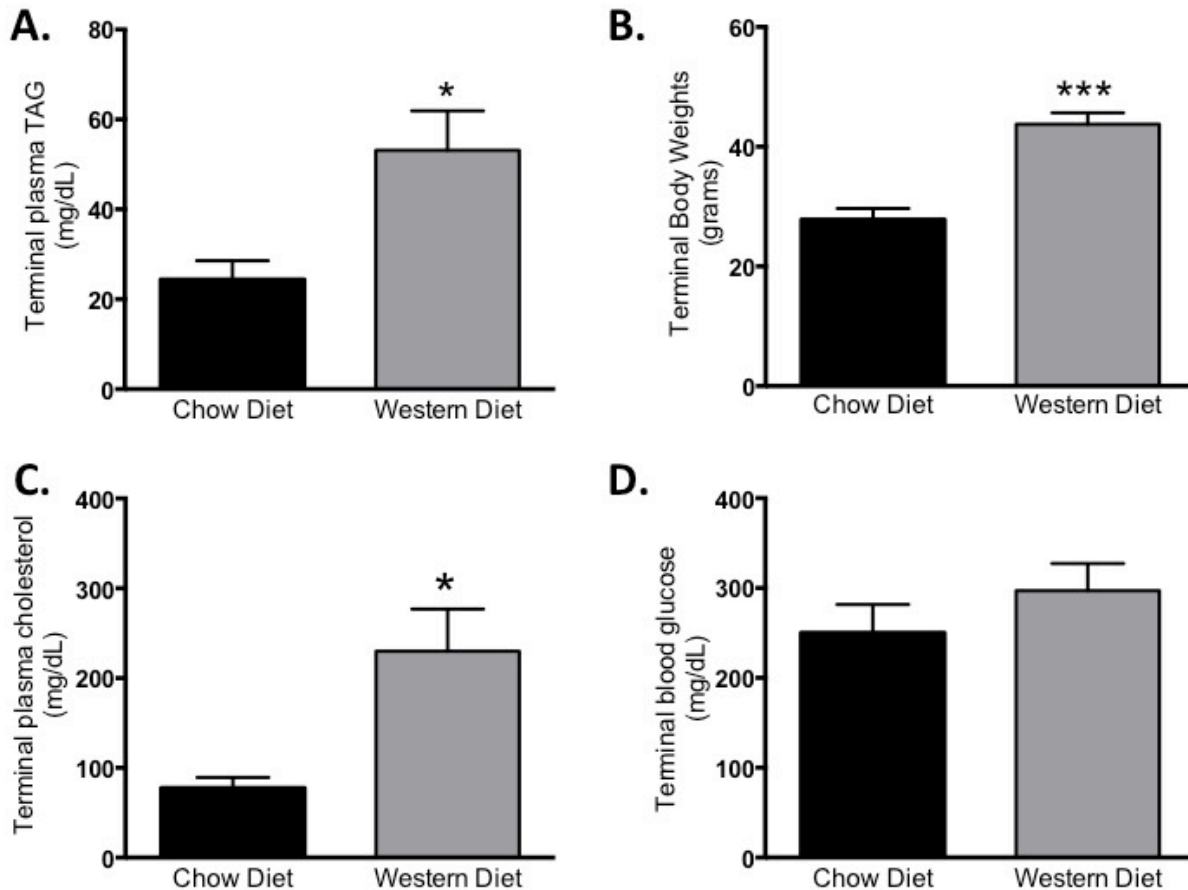 A.
Terminal plasma TAG
(mg/dL)
80
60
40
20
0
*
Chow Diet
Western Diet
B.
Terminal Body Weights
(grams)
60
40
20
0
***
Chow Diet
Western Diet
C.
Terminal plasma cholesterol
(mg/dL)
400
300
200
100
0
*
Chow Diet
Western Diet
D.
Terminal blood glucose
(mg/dL)
400
300
200
100
0
Chow Diet
Western Diet